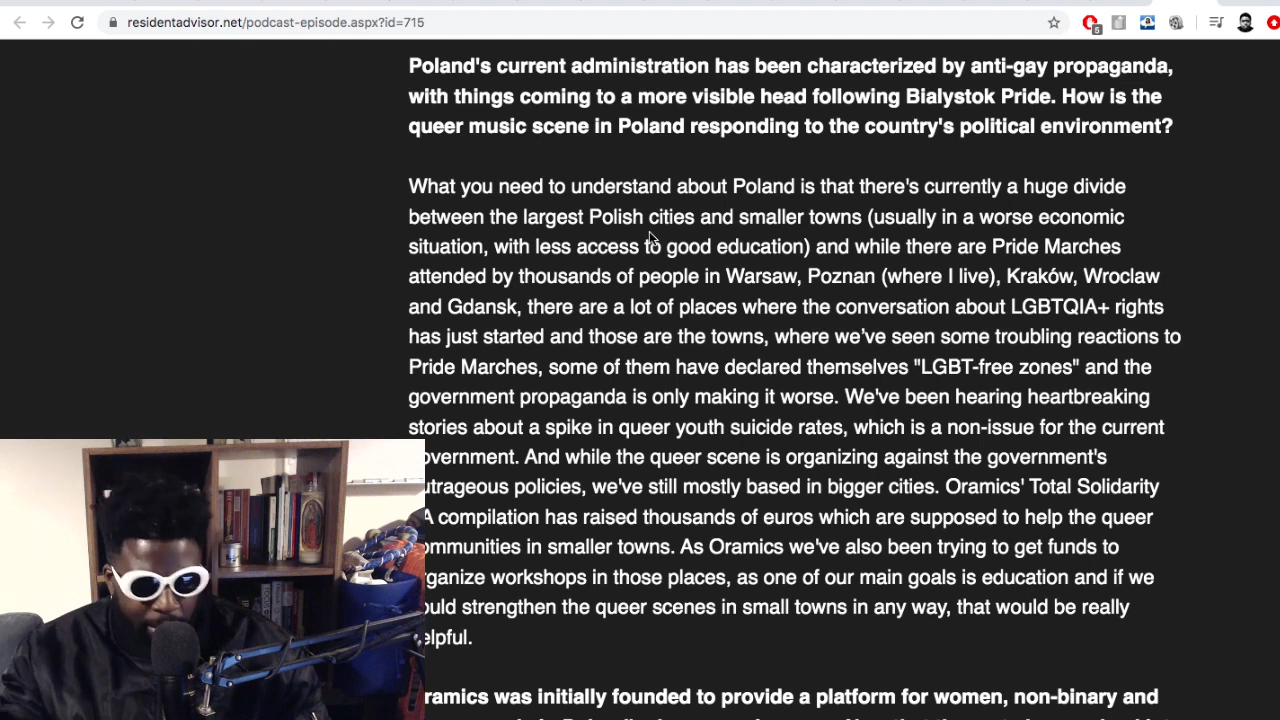 residentadvisor.net/podcast-episode.aspx?id=715
5
Poland's current administration has been characterized by anti-gay propaganda,
with things coming to a more visible head following Bialystok Pride. How is the
queer music scene in Poland responding to the country's political environment?
What you need to understand about Poland is that there's currently a huge divide
between the largest Polish cities and smaller towns (usually in a worse economic
situation, with less access to good education) and while there are Pride Marches
attended by thousands of people in Warsaw, Poznan (where I live), Kraków, Wroclaw
and Gdansk, there are a lot of places where the conversation about LGBTQIA+ rights
has just started and those are the towns, where we've seen some troubling reactions to
Pride Marches, some of them have declared themselves "LGBT-free zones" and the
government propaganda is only making it worse. We've been hearing heartbreaking
stories about a spike in queer youth suicide rates, which is a non-issue for the current
overnment. And while the queer scene is organizing against the government's
utrageous policies, we've still mostly based in bigger cities. Oramics' Total Solidarity
A compilation has raised thousands of euros which are supposed to help the queer
ommunities in smaller towns. As Oramics we've also been trying to get funds to
rganize workshops in those places, as one of our main goals is education and if we
ould strengthen the queer scenes in small towns in any way, that would be really
elpful.
ramics was initially founded to provide a platform for women, non-binary and